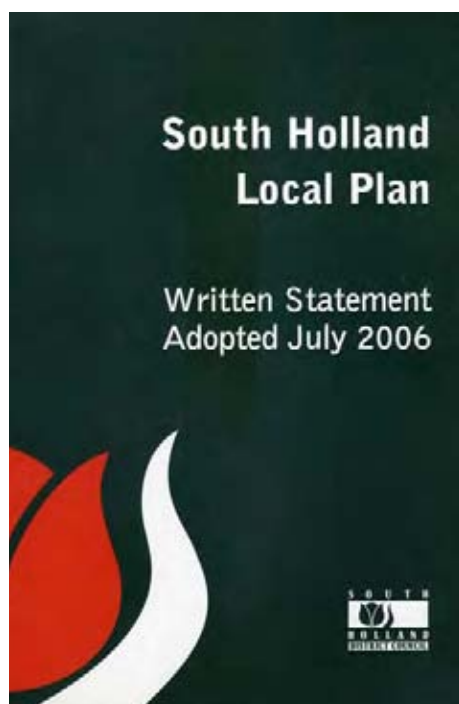 South Holland
Local Plan
Written Statement
Adopted July 2006
SOUTH
HOLLAND
DISTRICT COUNCIL